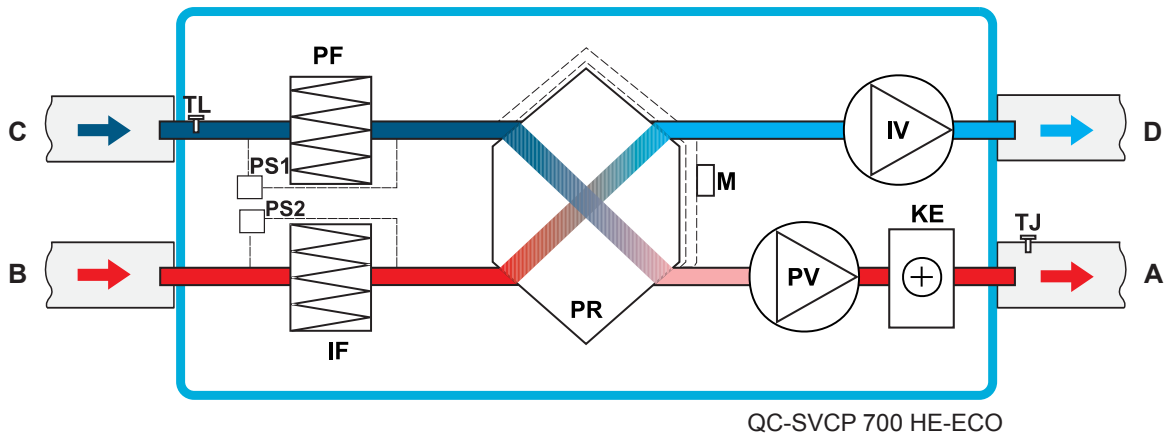 PF
TL
C
IV
D
PS1
M
PS2
KE
TJ
B
PV
A
PR
IF
QC-SVCP 700 HE-ECO